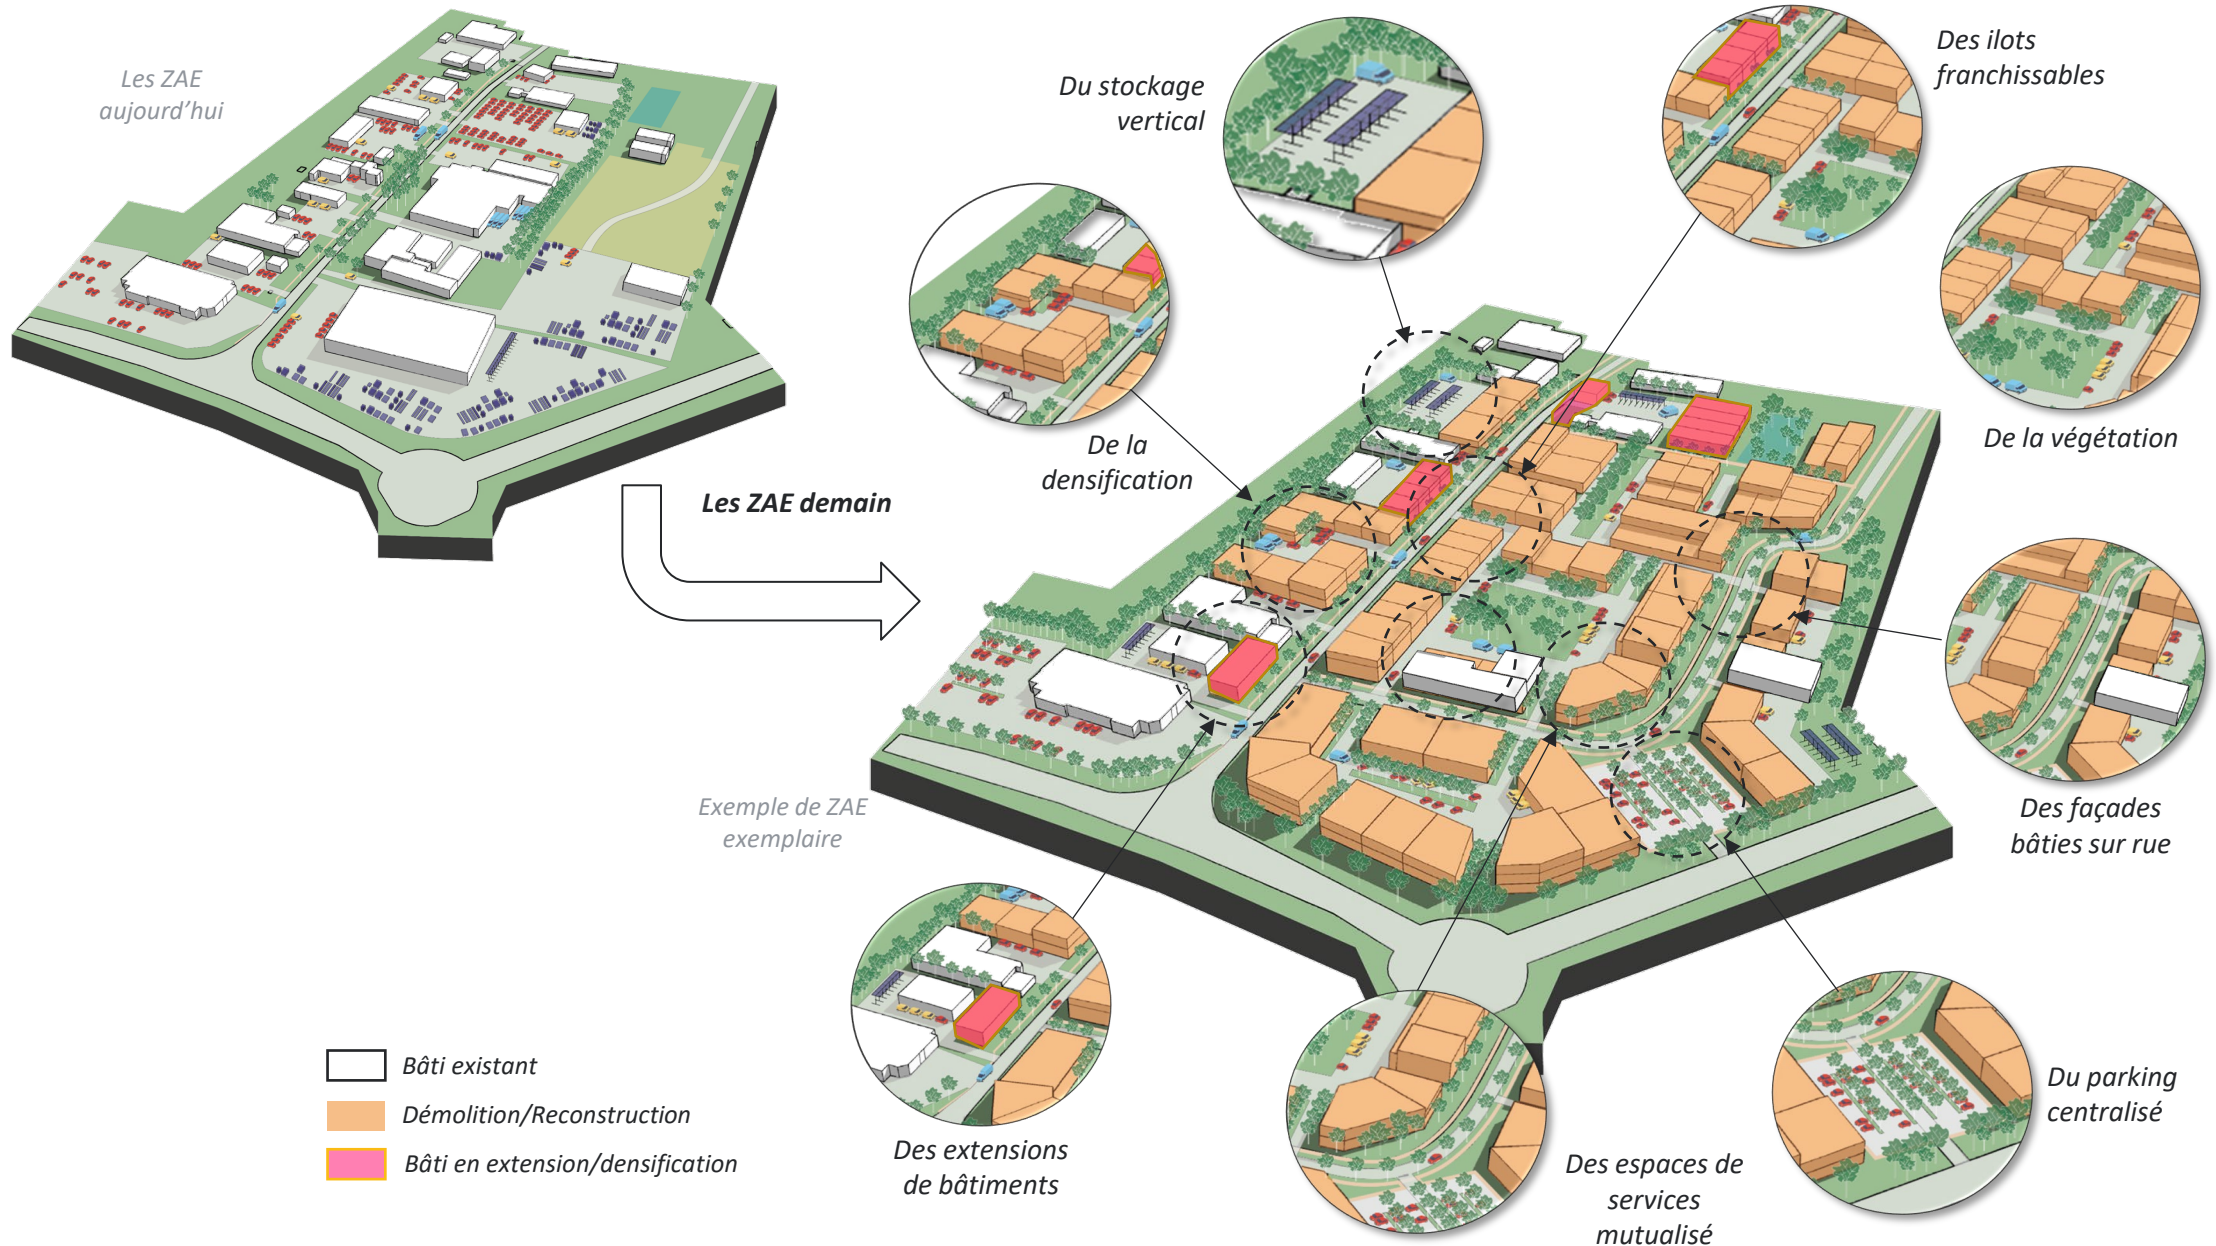 Les ZAE
aujourd'hui
Du stockage
vertical
Des ilots
franchissables
De la végétation
De la
densification
Les ZAE demain
Des façades
bâties sur rue
Exemple de ZAE
exemplaire
Bâti existant
Démolition/Reconstruction
Bâti en extension/densification
Des extensions
de bâtiments
Des espaces de
services
mutualisé
Du parking
centralisé